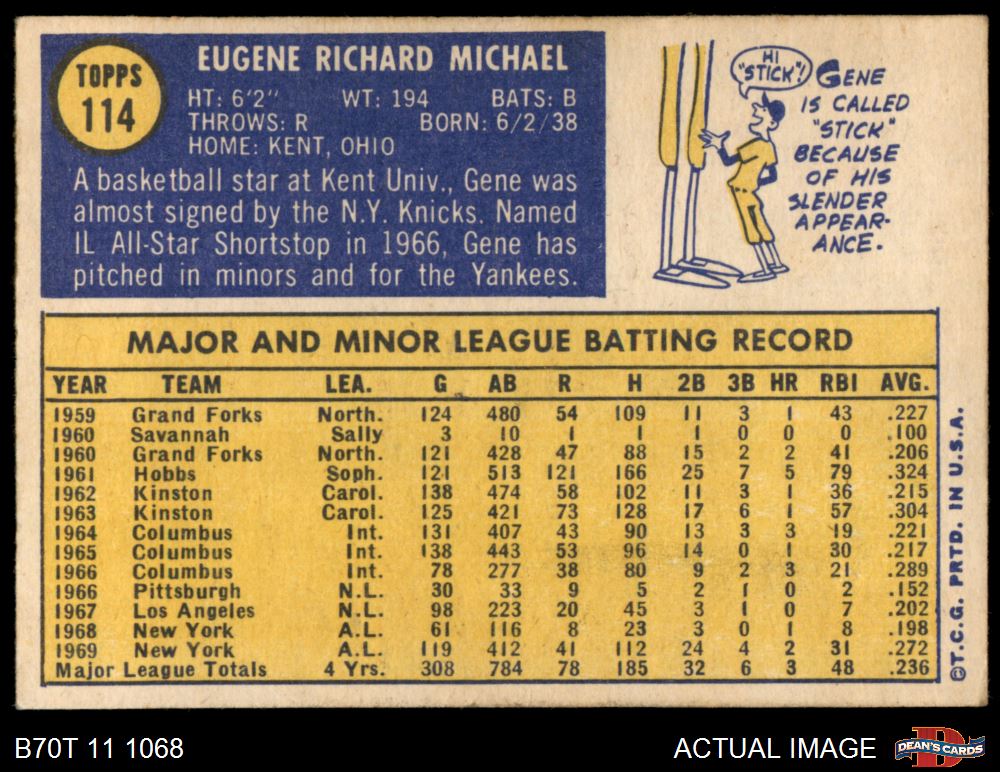 TOPPS
114
EUGENE RICHARD MICHAEL
HT: 6'2" WT: 194 BATS: B
THROWS: R BORN: 6/2/38
HOME: KENT, OHIO
A basketball star at Kent Univ., Gene was
almost signed by the N.Y. Knicks. Named
IL All-Star Shortstop in 1966, Gene has
pitched in minors and for the Yankees.
HI
"STICK"!
GENE
IS CALLED
"STICK"
BECAUSE
OF HIS
SLENDER
APPEAR-
ANCE.
MAJOR AND MINOR LEAGUE BATTING RECORD
YEAR TEAM LEA. G AB R H 2B 3B HR RBI AVG.
1959 Grand Forks North. 124 480 54 109 11 3 1 43 .227
1960 Savannah Sally 3 10 1 1 1 0 0 0 .100
1960 Grand Forks North. 121 428 47 88 15 2 2 41 .206
1961 Hobbs Soph. 121 513 121 166 25 7 5 79 .324
1962 Kinston Carol. 138 474 58 102 11 3 1 36 .215
1963 Kinston Carol. 125 421 73 128 17 6 1 57 .304
1964 Columbus Int. 131 407 43 90 13 3 3 19 .221
1965 Columbus Int. 138 443 53 96 14 0 1 30 .217
1966 Columbus Int. 78 277 38 80 9 2 3 21 .289
1966 Pittsburgh N.L. 30 33 9 5 2 1 0 2 .152
1967 Los Angeles N.L. 98 223 20 45 3 1 0 7 .202
1968 New York A.L. 61 116 8 23 3 0 1 8 .198
1969 New York A.L. 119 412 41 112 24 4 2 31 .272
Major League Totals 4 Yrs. 308 784 78 185 32 6 3 48 .236
©T.C.G. PRTD. IN U.S.A.
B70T 11 1068
ACTUAL IMAGE
D
DEAN'S CARDS